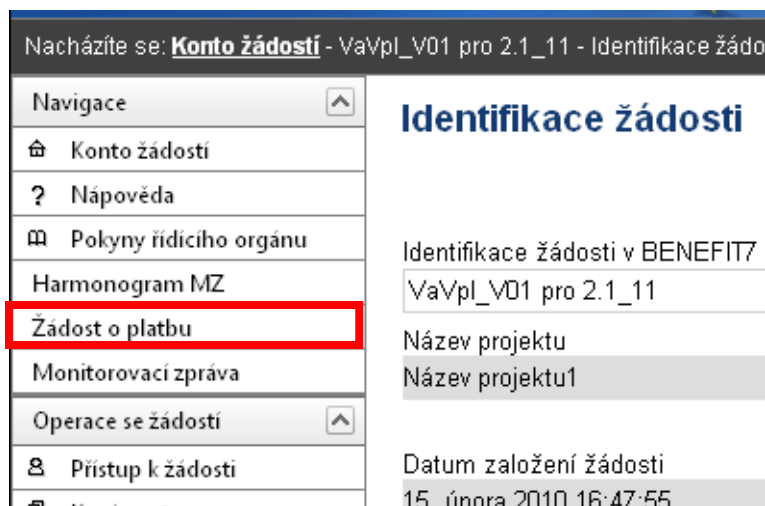 Nacházíte se: Konto žádostí - VaVpI_V01 pro 2.1_11 - Identifikace žádo
Navigace
Konto žádostí
? Nápověda
Pokyny řídícího orgánu
Harmonogram MZ
Žádost o platbu
Monitorovací zpráva
Operace se žádostí
Přístup k žádosti
Identifikace žádosti
Identifikace žádosti v BENEFIT7
VaVpI_V01 pro 2.1_11
Název projektu
Název projektu1
Datum založení žádosti
15. února 2010 16:47:55